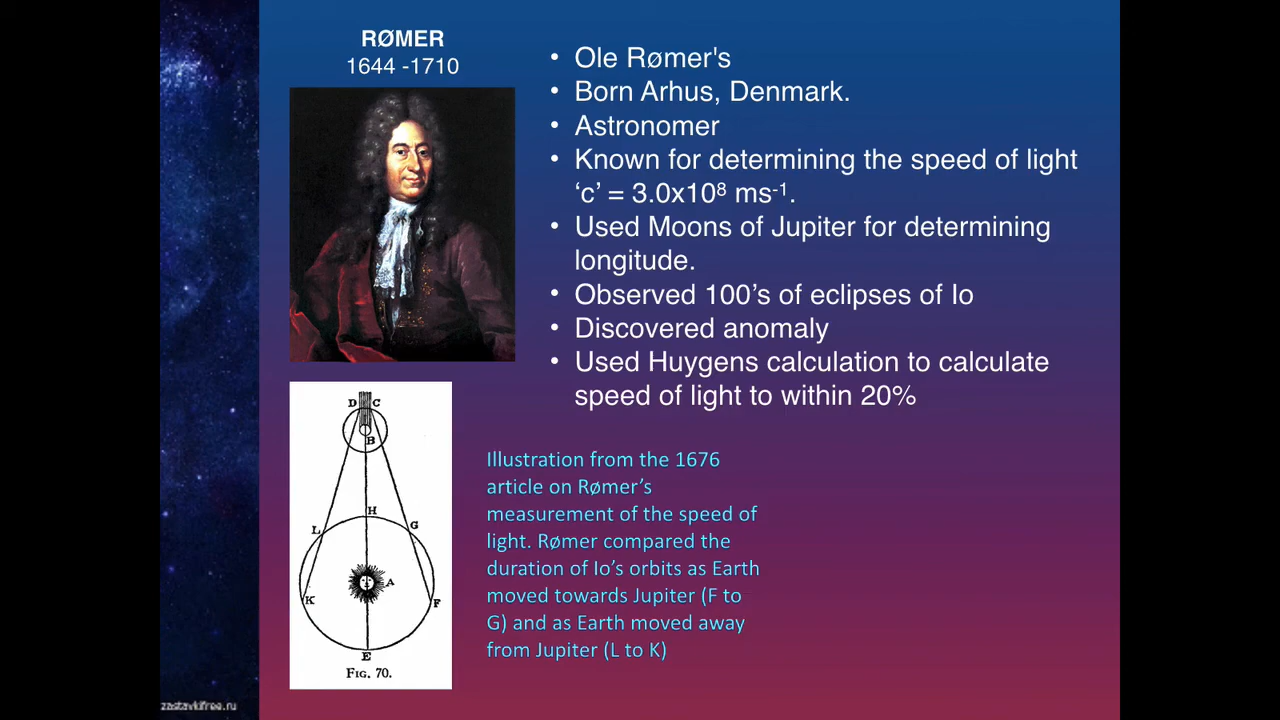 RØMER
1644 -1710
• Ole Rømer's
• Born Arhus, Denmark.
• Astronomer
• Known for determining the speed of light
‘c’ = 3.0x10⁸ ms⁻¹.
• Used Moons of Jupiter for determining
longitude.
• Observed 100’s of eclipses of Io
• Discovered anomaly
• Used Huygens calculation to calculate
speed of light to within 20%
D C
B
H
L G
A
K F
E
FIG. 70.
Illustration from the 1676
article on Rømer’s
measurement of the speed of
light. Rømer compared the
duration of Io’s orbits as Earth
moved towards Jupiter (F to
G) and as Earth moved away
from Jupiter (L to K)
zastavkifree.ru